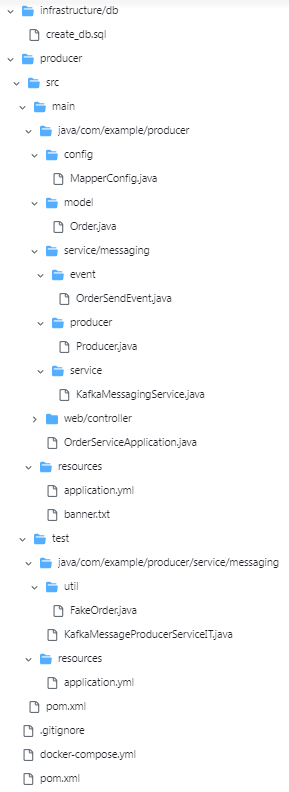 infrastructure/db
create_db.sql
producer
src
main
java/com/example/producer
config
MapperConfig.java
model
Order.java
service/messaging
event
OrderSendEvent.java
producer
Producer.java
service
KafkaMessagingService.java
web/controller
OrderServiceApplication.java
resources
application.yml
banner.txt
test
java/com/example/producer/service/messaging
util
FakeOrder.java
KafkaMessageProducerServiceIT.java
resources
application.yml
pom.xml
.gitignore
docker-compose.yml
pom.xml